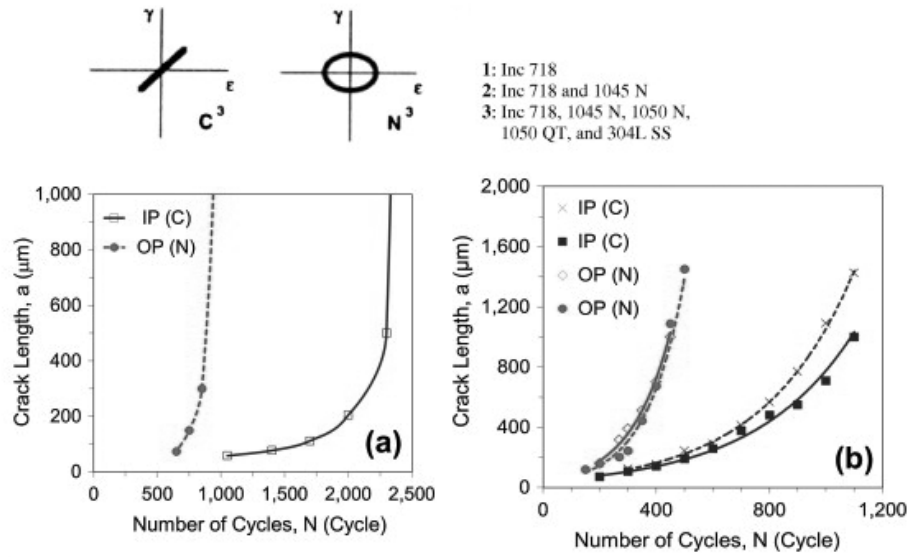 γ
ε
C³
γ
ε
N³
1: Inc 718
2: Inc 718 and 1045 N
3: Inc 718, 1045 N, 1050 N,
1050 QT, and 304L SS
1,000
800
600
400
200
0
Crack Length, a (μm)
IP (C)
OP (N)
(a)
0 500 1,000 1,500 2,000 2,500
Number of Cycles, N (Cycle)
2,000
1,600
1,200
800
400
0
Crack Length, a (μm)
IP (C)
IP (C)
OP (N)
OP (N)
(b)
0 400 800 1,200
Number of Cycles, N (Cycle)